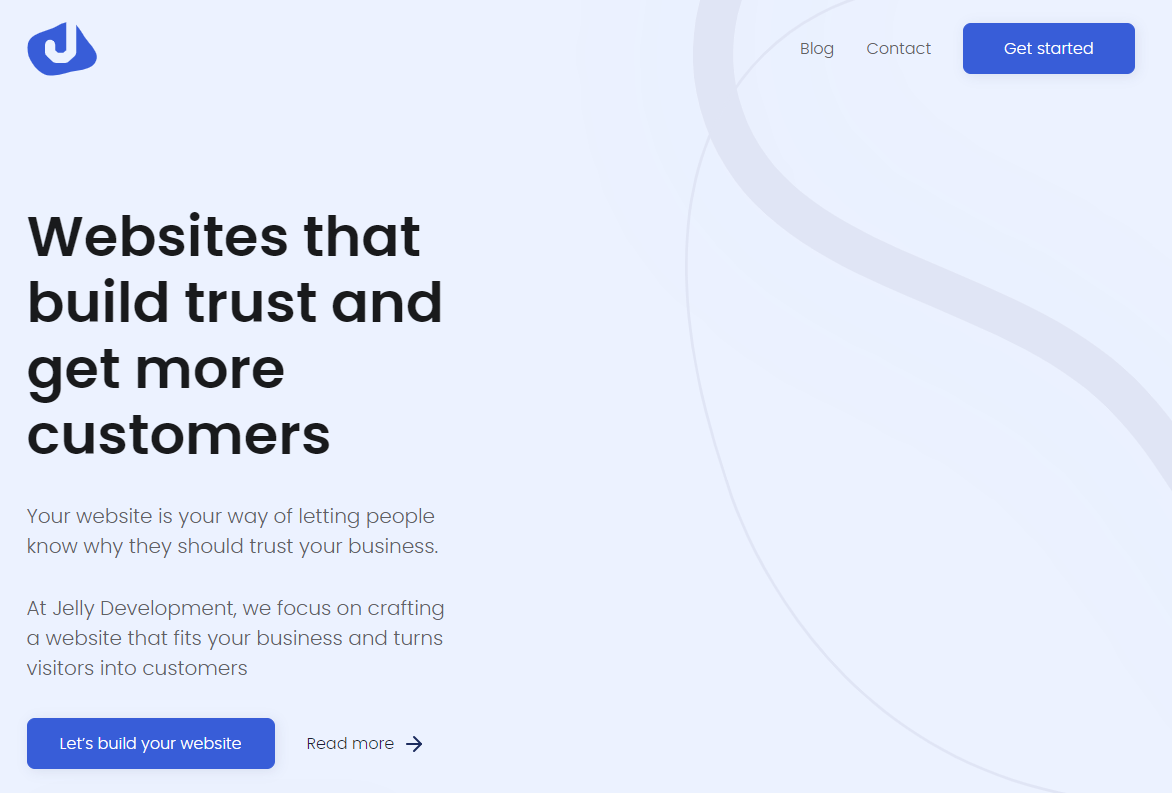 Blog
Contact
Get started
Websites that
build trust and
get more
customers
Your website is your way of letting people
know why they should trust your business.
At Jelly Development, we focus on crafting
a website that fits your business and turns
visitors into customers
Let's build your website
Read more